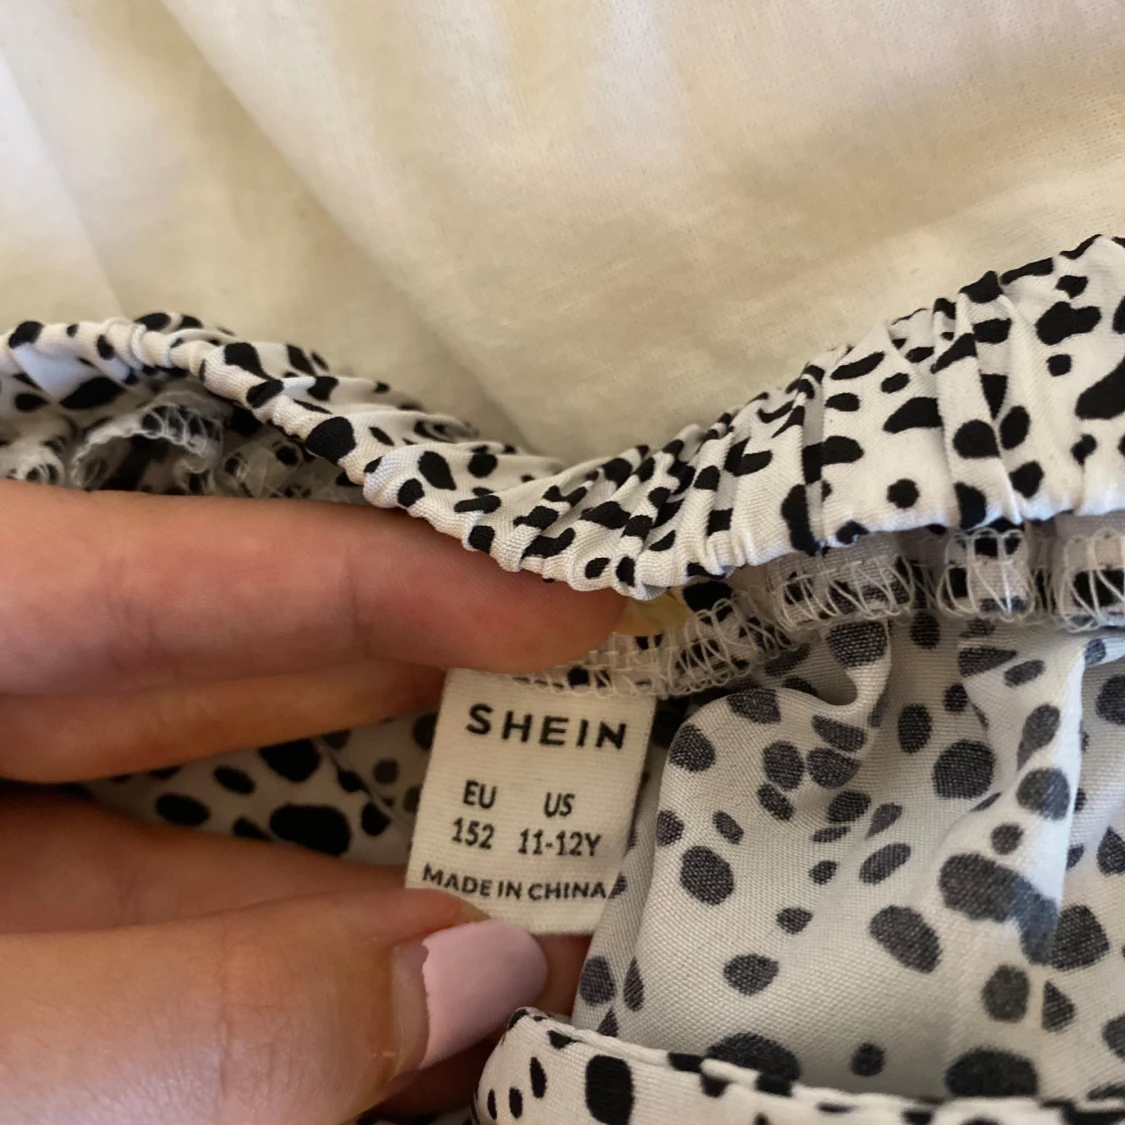 SHEIN
EU US
152 11-12Y
MADE IN CHINA